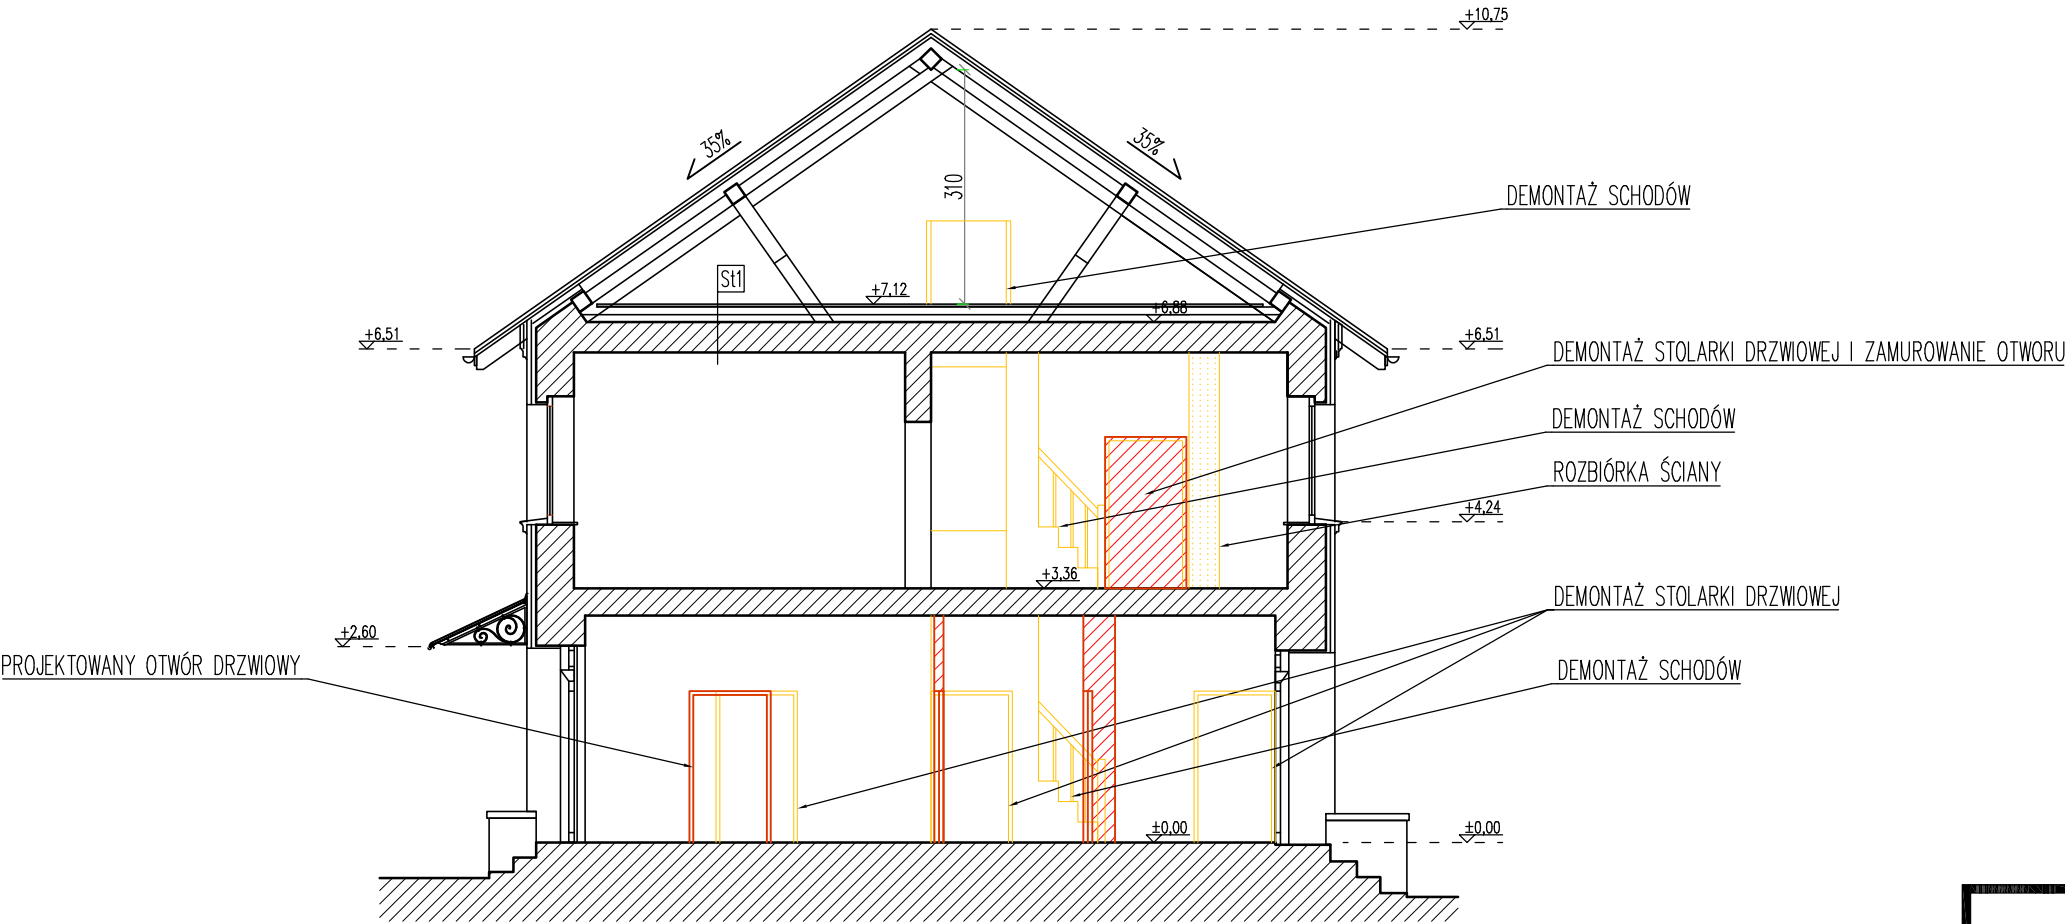 +10,75
35%
35%
310
DEMONTAŻ SCHODÓW
St1
+7,12
+6,88
+6,51
+6,51
DEMONTAŻ STOLARKI DRZWIOWEJ I ZAMUROWANIE OTWORU
DEMONTAŻ SCHODÓW
ROZBIÓRKA ŚCIANY
+4,24
+3,36
DEMONTAŻ STOLARKI DRZWIOWEJ
+2,60
PROJEKTOWANY OTWÓR DRZWIOWY
DEMONTAŻ SCHODÓW
±0,00
±0,00